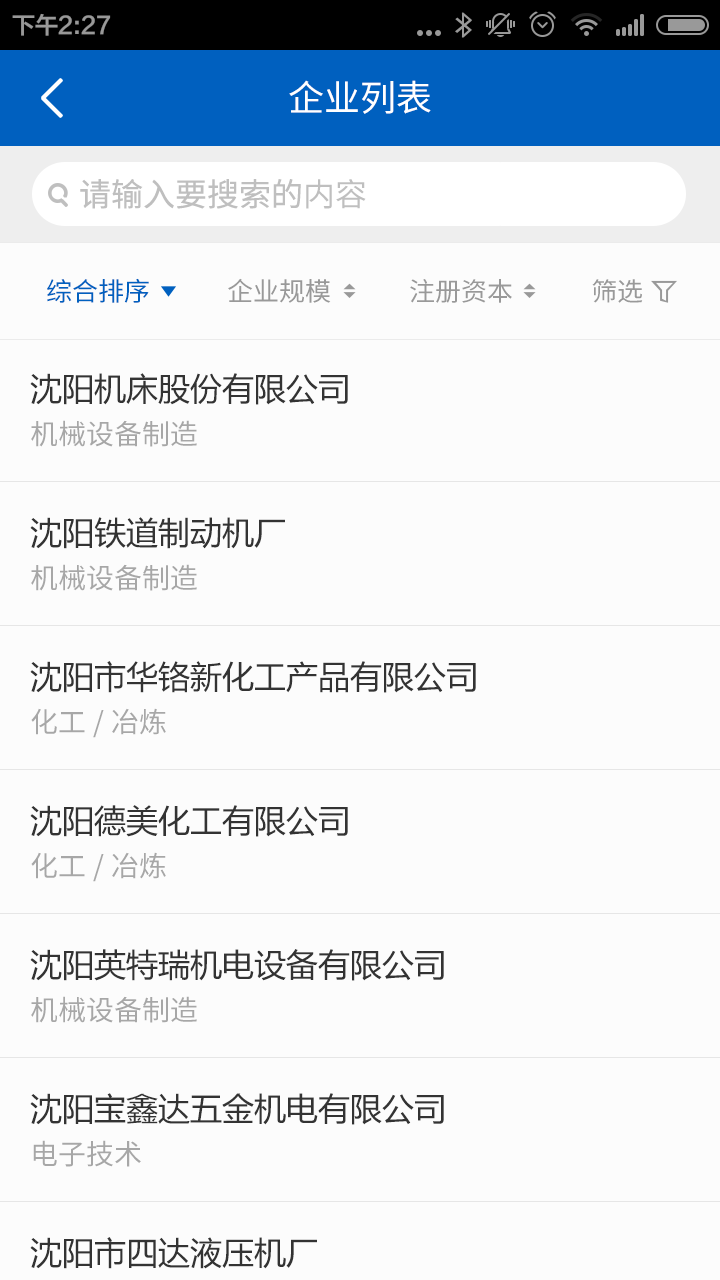 下午2:27
企业列表
请输入要搜索的内容
综合排序 企业规模 注册资本 筛选
沈阳机床股份有限公司
机械设备制造
沈阳铁道制动机厂
机械设备制造
沈阳市华铬新化工产品有限公司
化工 / 冶炼
沈阳德美化工有限公司
化工 / 冶炼
沈阳英特瑞机电设备有限公司
机械设备制造
沈阳宝鑫达五金机电有限公司
电子技术
沈阳市四达液压机厂